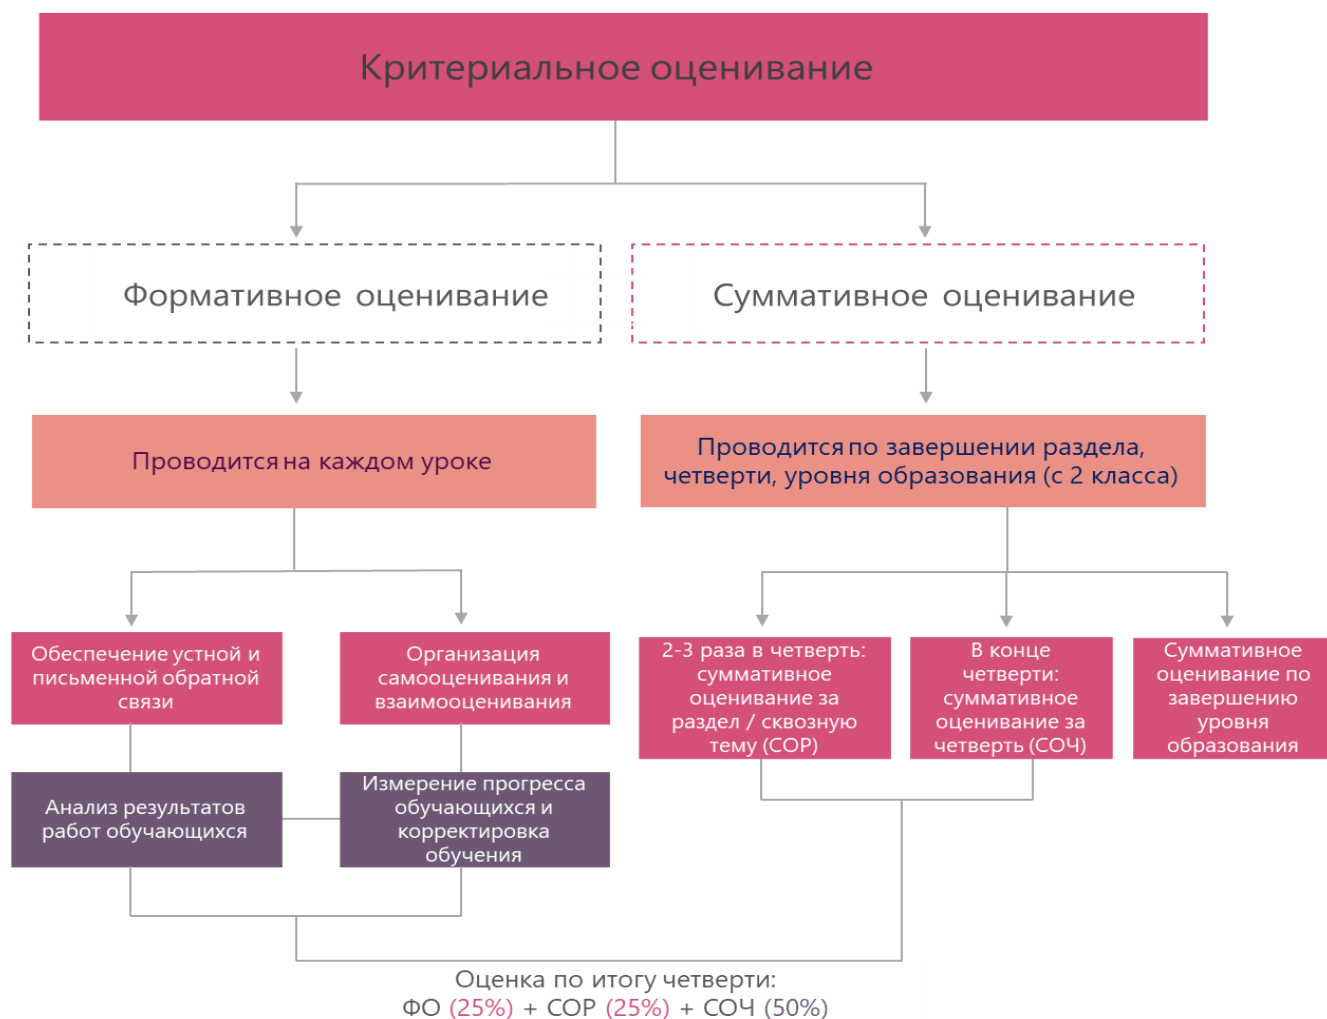 Критериальное оценивание
Формативное оценивание
Суммативное оценивание
Проводится на каждом уроке
Проводится по завершении раздела,
четверти, уровня образования (с 2 класса)
Обеспечение устной и
письменной обратной
связи
Организация
самооценивания и
взаимооценивания
2-3 раза в четверть:
суммативное
оценивание за
раздел / сквозную
тему (СОР)
В конце
четверти:
суммативное
оценивание за
четверть (СОЧ)
Суммативное
оценивание по
завершению
уровня
образования
Анализ результатов
работ обучающихся
Измерение прогресса
обучающихся и
корректировка
обучения
Оценка по итогу четверти:
ФО (25%) + СОР (25%) + СОЧ (50%)